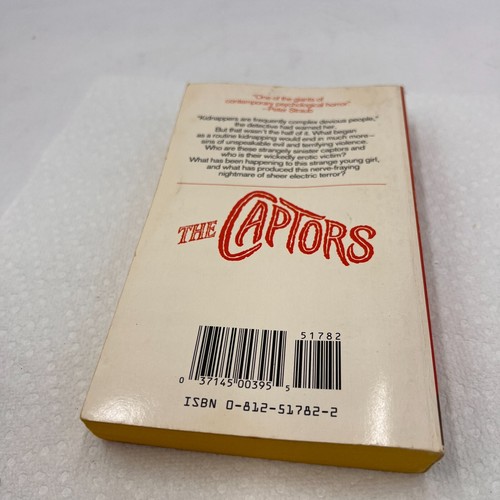 "One of the giants of
contemporary psychological horror"
—Peter Straub
"Kidnappers are frequently complex devious people,"
the detective had warned her.
But that wasn't the half of it. What began
as a routine kidnapping would end in much more—
sins of unspeakable evil and terrifying violence.
Who are these strangely sinister captors and
who is their wickedly erotic victim?
What has been happening to this strange young girl,
and what has produced this nerve-fraying
nightmare of sheer electric terror?
THE CAPTORS
51782
0 37145 00395 5
ISBN 0-812-51782-2